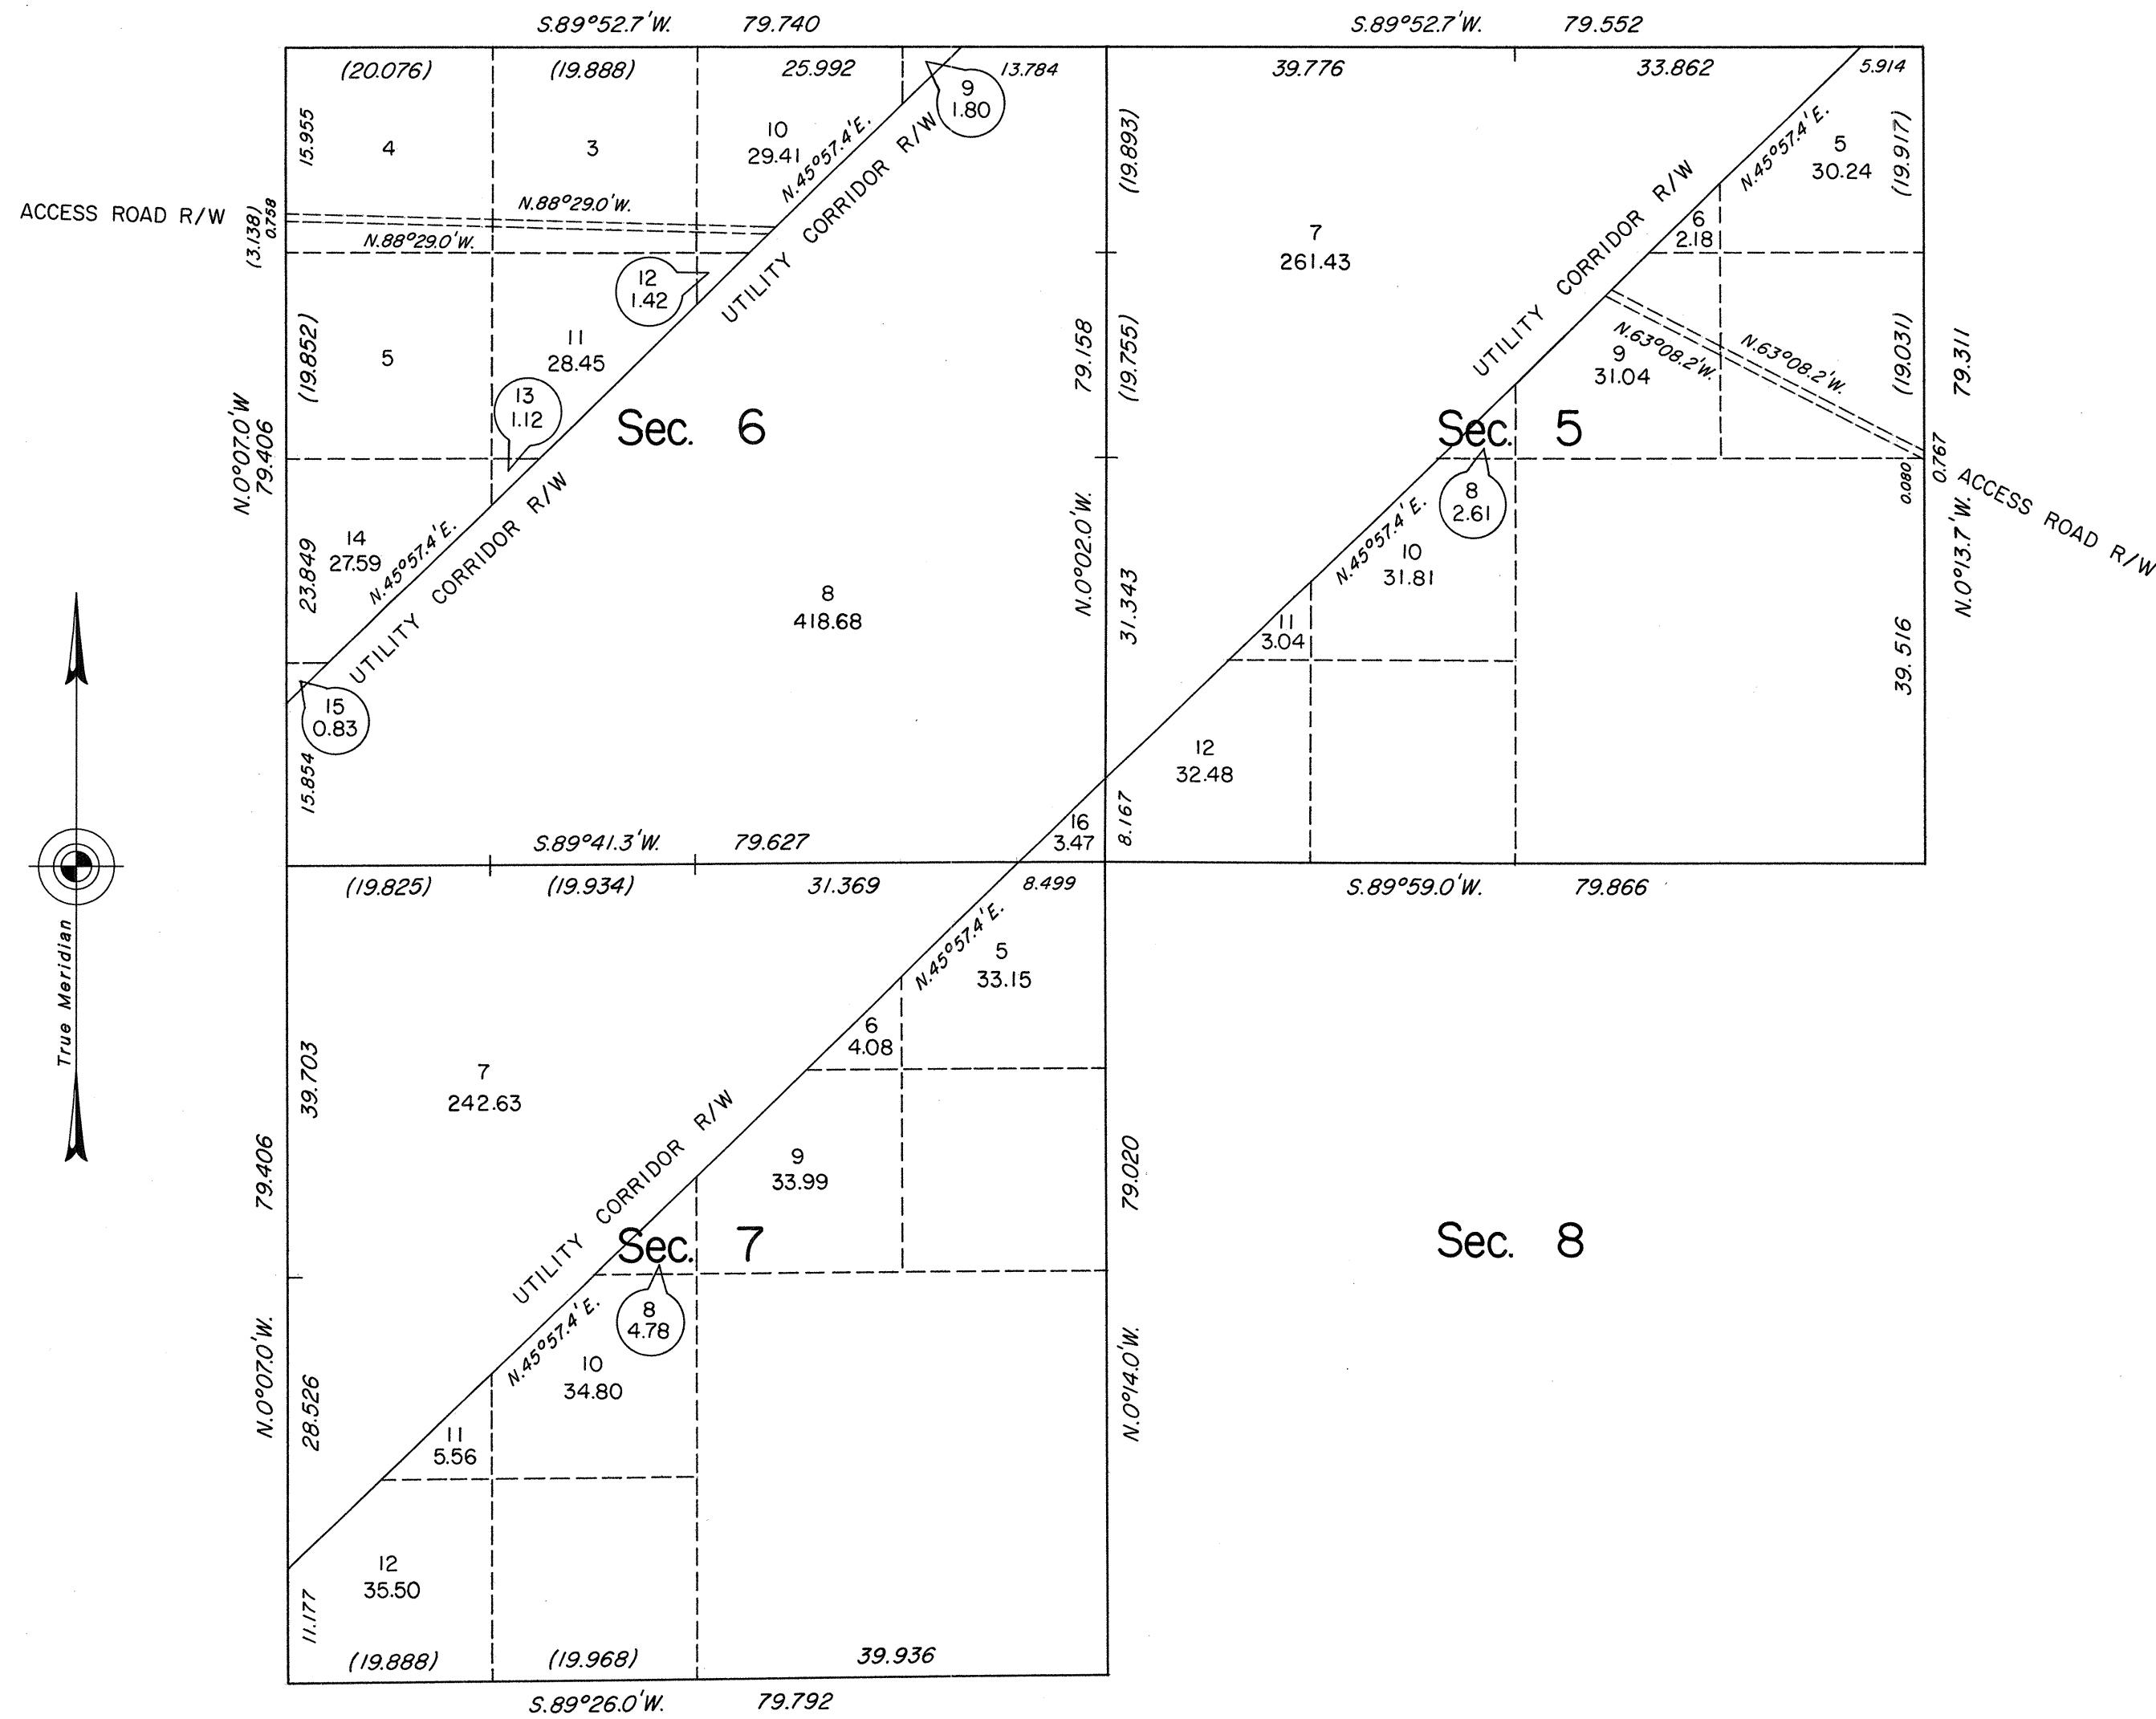 S.89°52.7'W. 79.740
S.89°52.7'W. 79.552
(20.076) (19.888) 25.992 13.784
39.776 33.862 5.914
15.955
4
3
10
29.41
N.45°57.4'E.
9
1.80
UTILITY CORRIDOR R/W
ACCESS ROAD R/W
(3.138)
0.758
N.88°29.0'W.
N.88°29.0'W.
12
1.42
(19.852)
5
11
28.45
13
1.12
Sec. 6
N.0°07.0'W
79.406
14
27.59
23.849
N.45°57.4'E.
UTILITY CORRIDOR R/W
8
418.68
15
0.83
15.854
16
3.47
79.158
N.0°02.0'W.
(19.893)
(19.755)
31.343
8.167
7
261.43
UTILITY CORRIDOR R/W
N.45°57.4'E.
5
30.24
(19.917)
6
2.18
N.63°08.2'W.
N.63°08.2'W.
9
31.04
(19.031)
79.311
Sec. 5
8
2.61
0.080
0.767
ACCESS ROAD R/W
N.0°13.7'W.
N.45°57.4'E.
10
31.81
11
3.04
39.516
12
32.48
S.89°41.3'W. 79.627
(19.825) (19.934) 31.369 8.499
S.89°59.0'W. 79.866
True Meridian
N.45°57.4'E.
5
33.15
6
4.08
7
242.63
39.703
79.406
UTILITY CORRIDOR R/W
9
33.99
79.020
Sec. 7
Sec. 8
8
4.78
N.45°57.4'E.
10
34.80
N.0°07.0'W.
28.526
N.0°14.0'W.
11
5.56
12
35.50
11.177
(19.888) (19.968) 39.936
S.89°26.0'W. 79.792